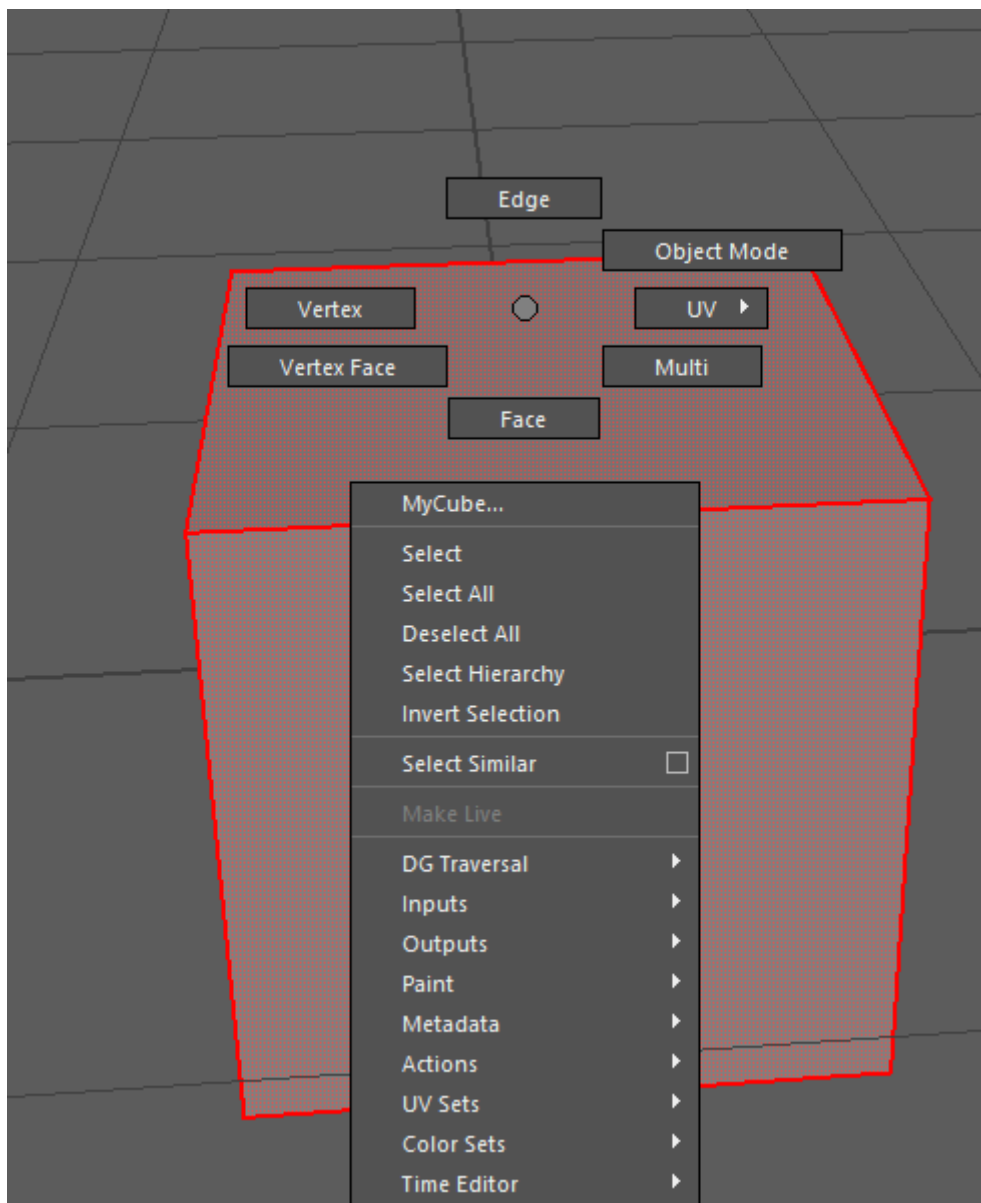 Edge
Object Mode
Vertex
UV
Vertex Face
Multi
Face
MyCube...
Select
Select All
Deselect All
Select Hierarchy
Invert Selection
Select Similar
Make Live
DG Traversal
Inputs
Outputs
Paint
Metadata
Actions
UV Sets
Color Sets
Time Editor